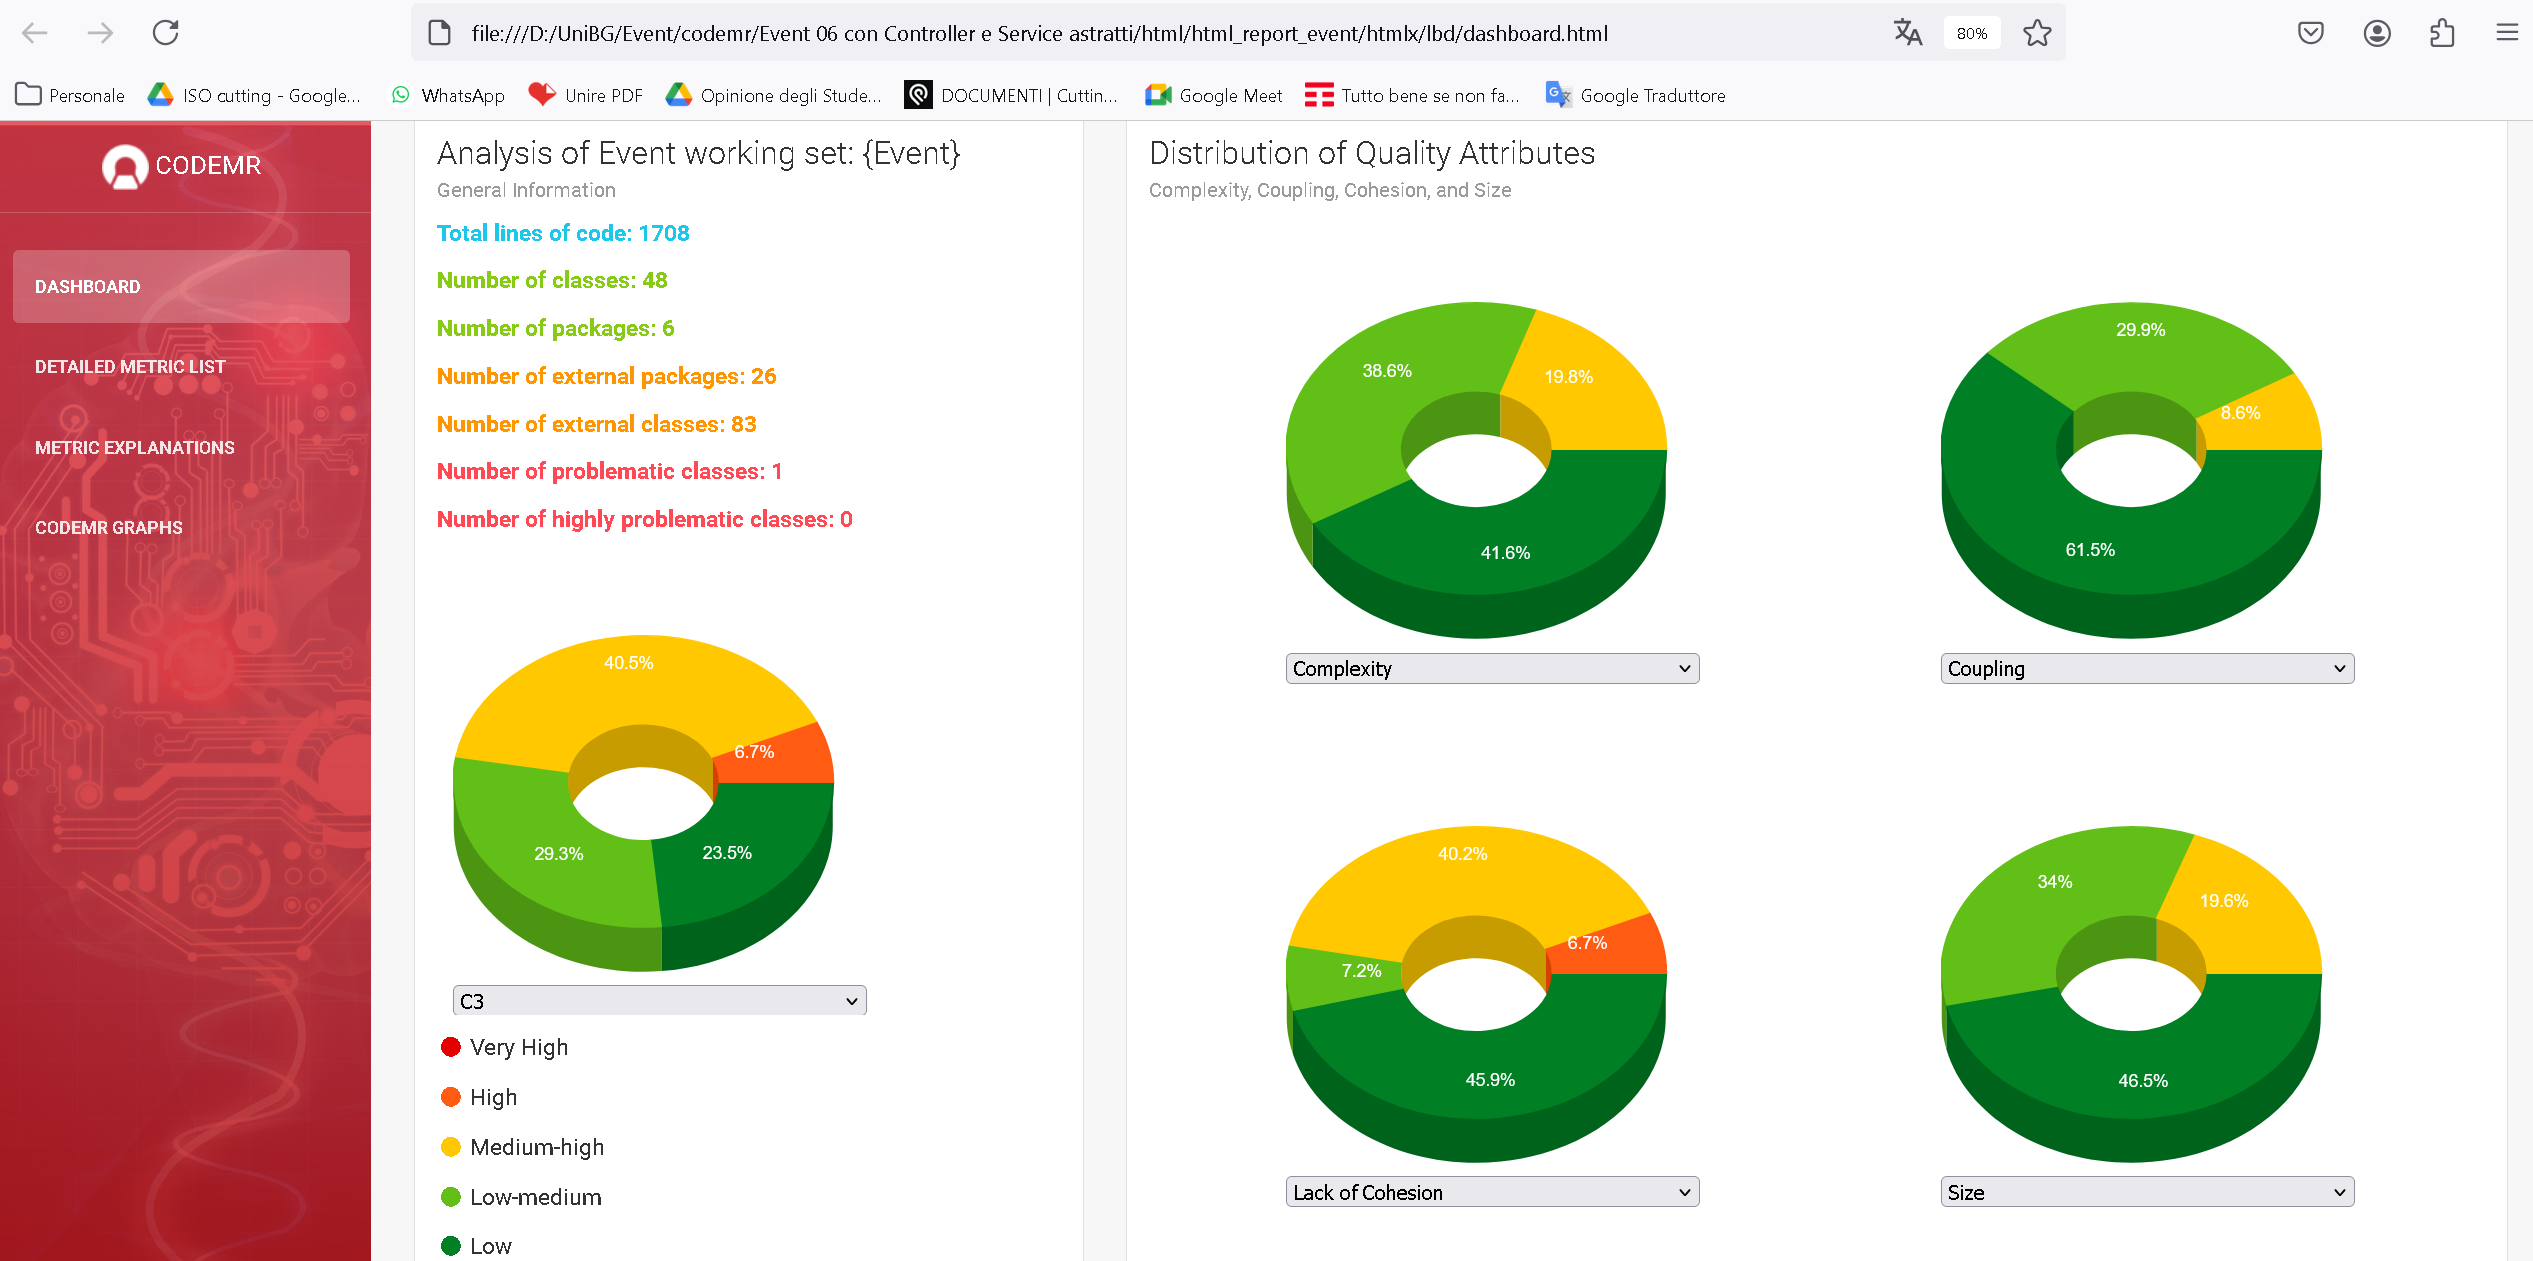 file:///D:/UniBG/Event/codemr/Event 06 con Controller e Service astratti/html/html_report_event/htmlx/lbd/dashboard.html
80%
Personale
ISO cutting - Google...
WhatsApp
Unire PDF
Opinione degli Stude...
DOCUMENTI | Cuttin...
Google Meet
Tutto bene se non fa...
Google Traduttore
CODEMR
DASHBOARD
DETAILED METRIC LIST
METRIC EXPLANATIONS
CODEMR GRAPHS
Analysis of Event working set: {Event}
General Information
Total lines of code: 1708
Number of classes: 48
Number of packages: 6
Number of external packages: 26
Number of external classes: 83
Number of problematic classes: 1
Number of highly problematic classes: 0
40.5%
6.7%
29.3%
23.5%
C3
Very High
High
Medium-high
Low-medium
Low
Distribution of Quality Attributes
Complexity, Coupling, Cohesion, and Size
38.6%
19.8%
41.6%
Complexity
29.9%
8.6%
61.5%
Coupling
40.2%
6.7%
7.2%
45.9%
Lack of Cohesion
34%
19.6%
46.5%
Size